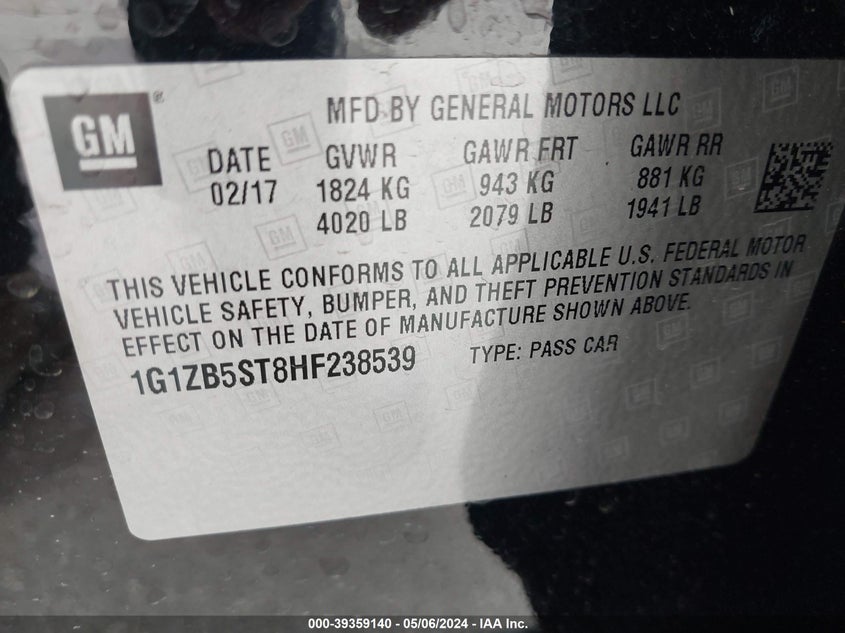 GM
MFD BY GENERAL MOTORS LLC
DATE GVWR GAWR FRT GAWR RR
02/17 1824 KG 943 KG 881 KG
4020 LB 2079 LB 1941 LB
THIS VEHICLE CONFORMS TO ALL APPLICABLE U.S. FEDERAL MOTOR
VEHICLE SAFETY, BUMPER, AND THEFT PREVENTION STANDARDS IN
EFFECT ON THE DATE OF MANUFACTURE SHOWN ABOVE.
1G1ZB5ST8HF238539 TYPE: PASS CAR
000-39359140 - 05/06/2024 - IAA Inc.